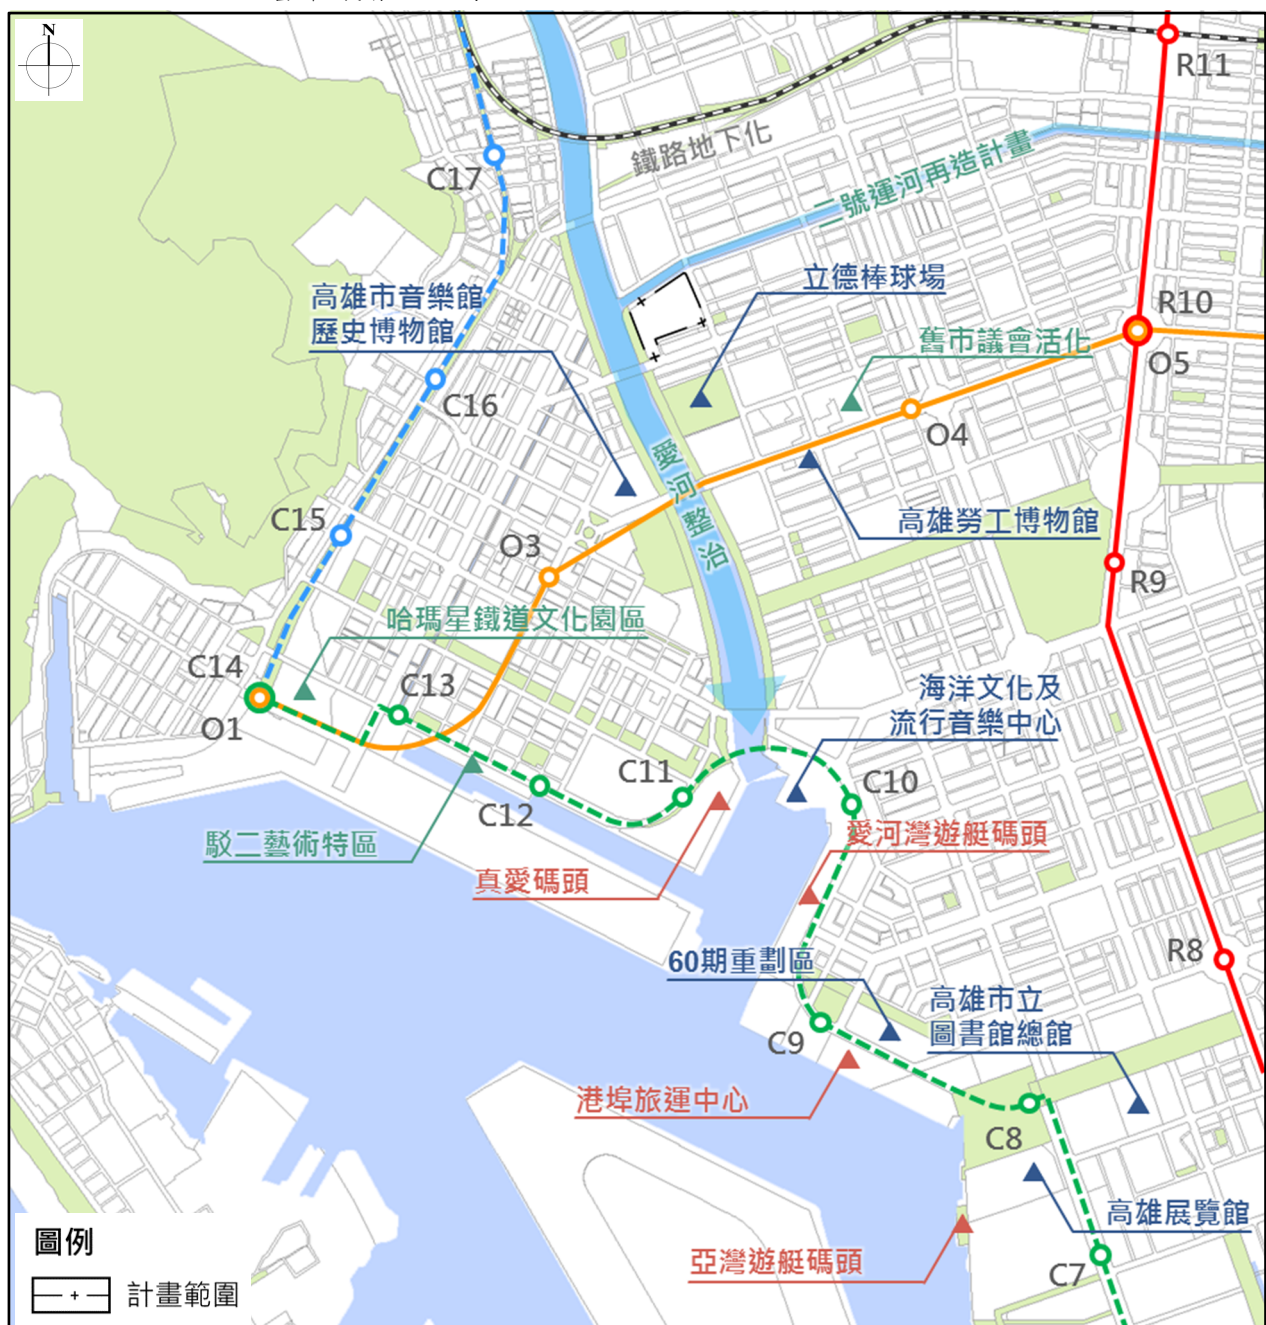 N
R11
鐵路地下化
二號運河再造計畫
C17
高雄市音樂館
歷史博物館
立德棒球場
R10
舊市議會活化
O5
C16
O4
愛河整治
C15
高雄勞工博物館
O3
R9
哈瑪星鐵道文化園區
C14
C13
海洋文化及
流行音樂中心
O1
C11
C10
C12
駁二藝術特區
愛河灣遊艇碼頭
真愛碼頭
R8
60期重劃區
高雄市立
圖書館總館
C9
港埠旅運中心
C8
高雄展覽館
亞灣遊艇碼頭
C7
圖例
計畫範圍